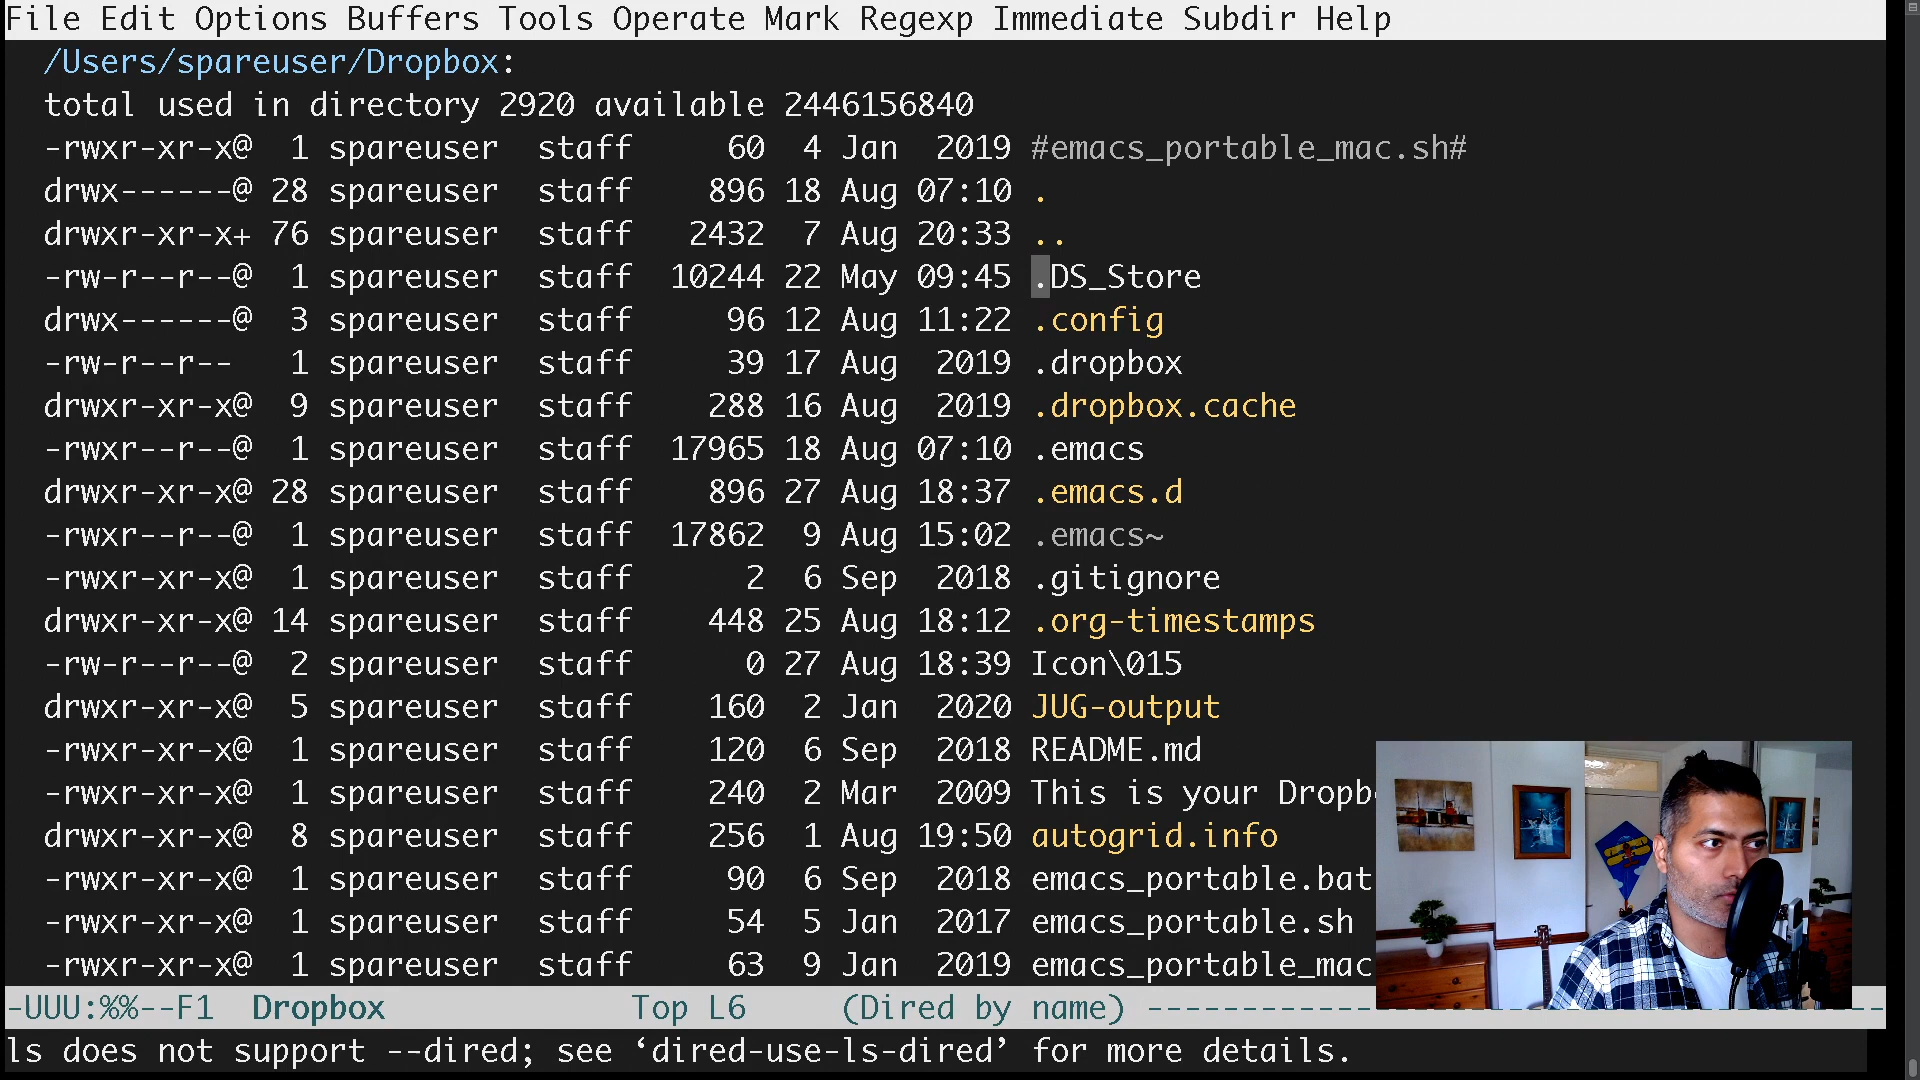 File Edit Options Buffers Tools Operate Mark Regexp Immediate Subdir Help
/Users/spareuser/Dropbox:
total used in directory 2920 available 2446156840
-rwxr-xr-x@  1 spareuser  staff     60  4 Jan  2019 #emacs_portable_mac.sh#
drwx------@ 28 spareuser  staff    896 18 Aug 07:10 .
drwxr-xr-x+ 76 spareuser  staff   2432  7 Aug 20:33 ..
-rw-r--r--@  1 spareuser  staff  10244 22 May 09:45 .DS_Store
drwx------@  3 spareuser  staff     96 12 Aug 11:22 .config
-rw-r--r--   1 spareuser  staff     39 17 Aug  2019 .dropbox
drwxr-xr-x@  9 spareuser  staff    288 16 Aug  2019 .dropbox.cache
-rwxr--r--@  1 spareuser  staff  17965 18 Aug 07:10 .emacs
drwxr-xr-x@ 28 spareuser  staff    896 27 Aug 18:37 .emacs.d
-rwxr--r--@  1 spareuser  staff  17862  9 Aug 15:02 .emacs~
-rwxr-xr-x@  1 spareuser  staff      2  6 Sep  2018 .gitignore
drwxr-xr-x@ 14 spareuser  staff    448 25 Aug 18:12 .org-timestamps
-rw-r--r--@  2 spareuser  staff      0 27 Aug 18:39 Icon\015
drwxr-xr-x@  5 spareuser  staff    160  2 Jan  2020 JUG-output
-rwxr-xr-x@  1 spareuser  staff    120  6 Sep  2018 README.md
-rwxr-xr-x@  1 spareuser  staff    240  2 Mar  2009 This is your Dropb
drwxr-xr-x@  8 spareuser  staff    256  1 Aug 19:50 autogrid.info
-rwxr-xr-x@  1 spareuser  staff     90  6 Sep  2018 emacs_portable.bat
-rwxr-xr-x@  1 spareuser  staff     54  5 Jan  2017 emacs_portable.sh
-rwxr-xr-x@  1 spareuser  staff     63  9 Jan  2019 emacs_portable_mac
-UUU:%%--F1  Dropbox             Top L6     (Dired by name) ------------
ls does not support --dired; see ‘dired-use-ls-dired’ for more details.